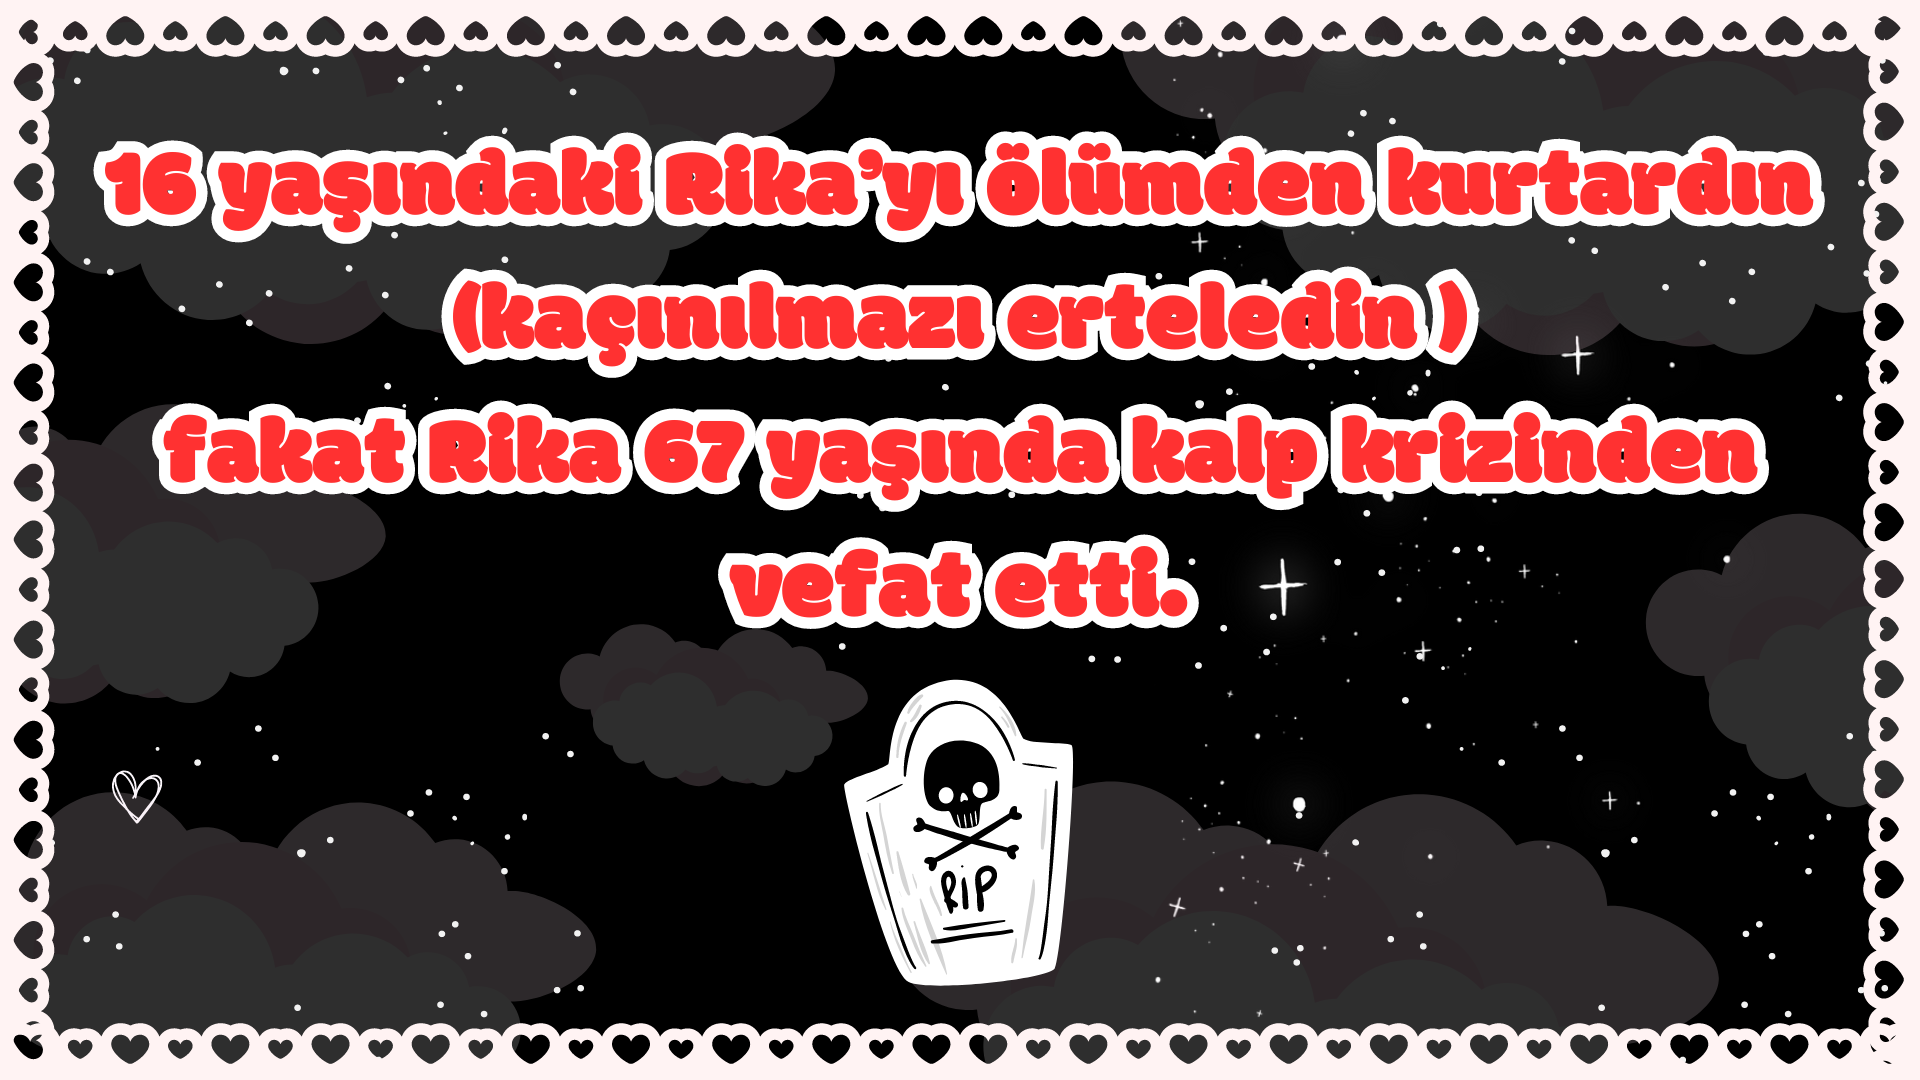 16 yaşındaki Rika’yı ölümden kurtardın
(kaçınılmazı erteledin )
fakat Rika 67 yaşında kalp krizinden
vefat etti.
RIP